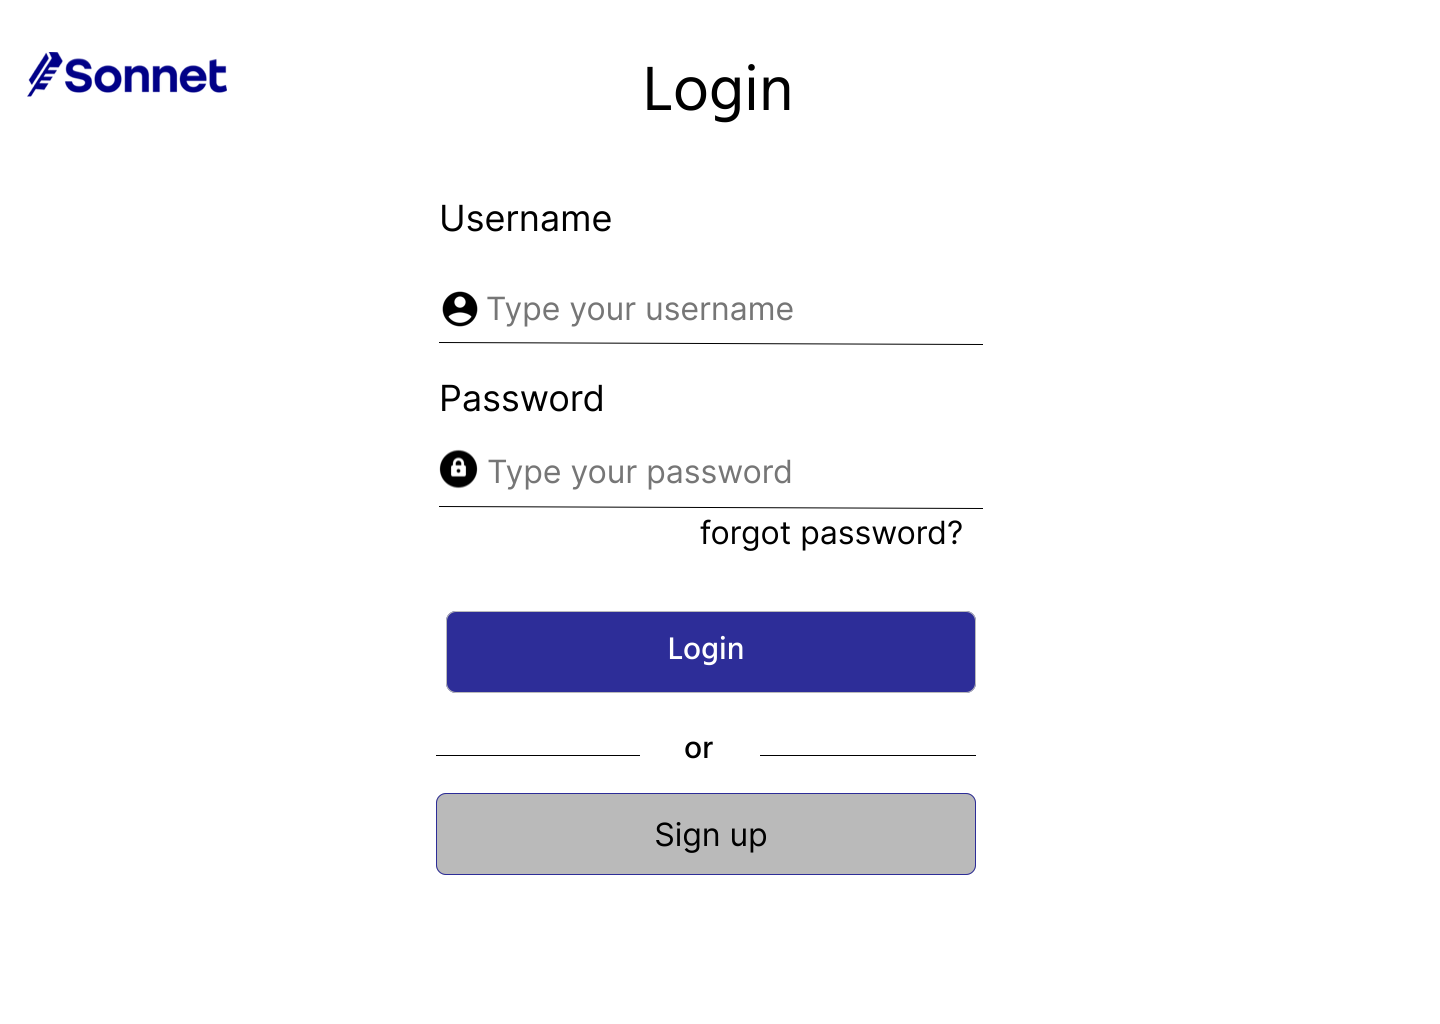 Sonnet
Login
Username
Type your username
Password
Type your password
forgot password?
Login
or
Sign up